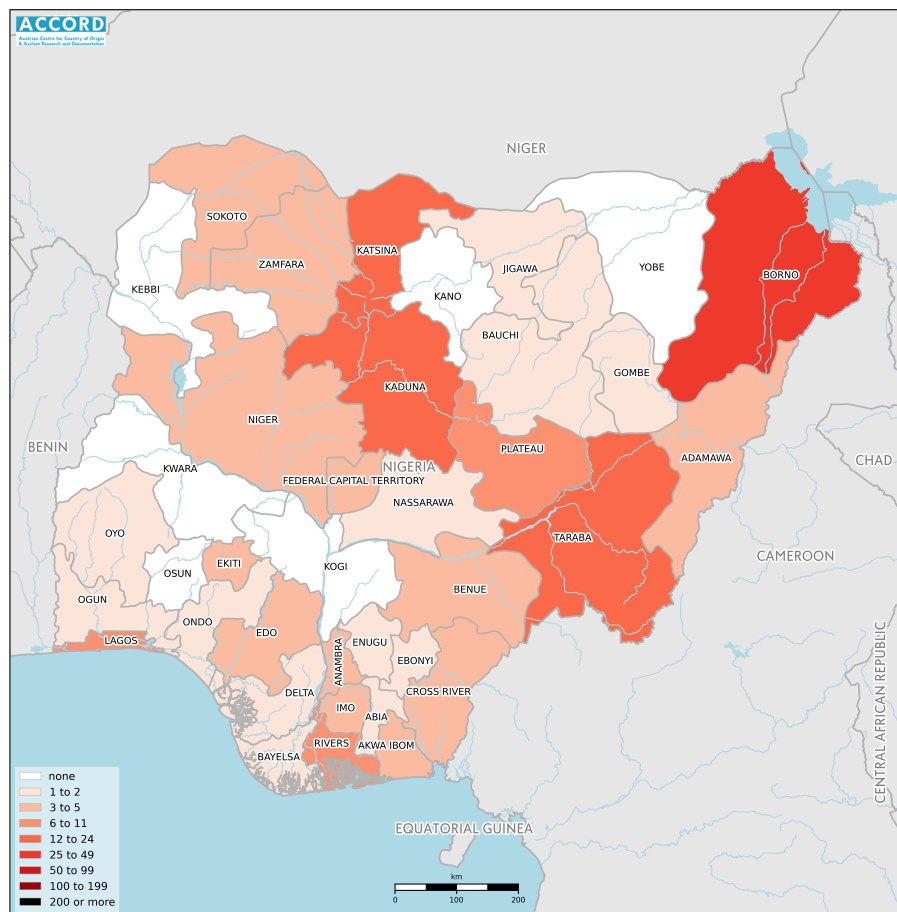 ACCORD
Austrian Centre for Country of Origin
& Asylum Research and Documentation
NIGER
SOKOTO
KATSINA
ZAMFARA
JIGAWA
YOBE
BORNO
KEBBI
KANO
BAUCHI
GOMBE
KADUNA
NIGER
BENIN
PLATEAU
ADAMAWA
CHAD
KWARA
NIGERIA
FEDERAL CAPITAL TERRITORY
NASSARAWA
OYO
TARABA
CAMEROON
OSUN
EKITI
KOGI
BENUE
OGUN
ONDO
EDO
LAGOS
ANAMBRA
ENUGU
EBONYI
CENTRAL AFRICAN REPUBLIC
DELTA
CROSS RIVER
IMO
ABIA
RIVERS
AKWA IBOM
BAYELSA
EQUATORIAL GUINEA
none
1 to 2
3 to 5
6 to 11
12 to 24
25 to 49
50 to 99
100 to 199
200 or more
km
0 100 200